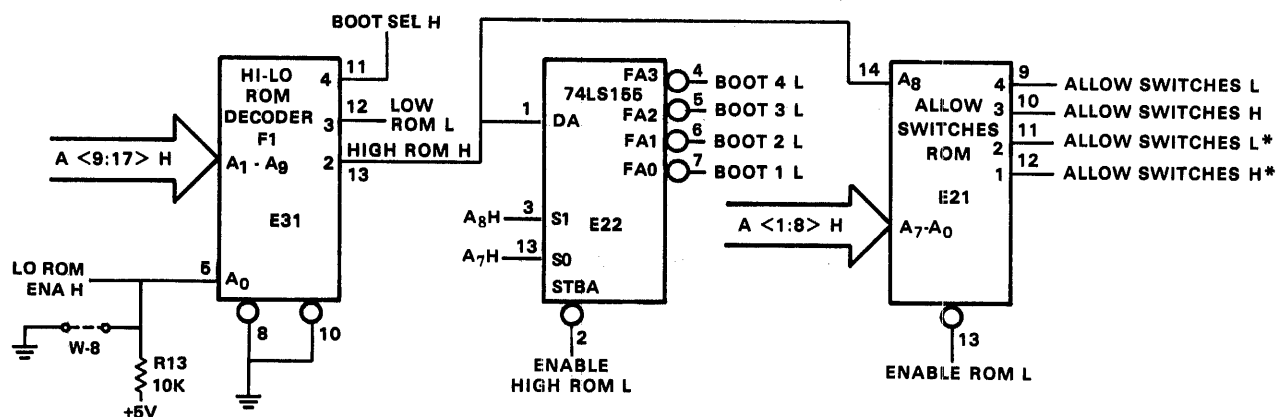 BOOT SEL H
HI-LO
ROM
DECODER
F1
A1 - A9
E31
A0
4
3
2
11
12
13
LOW
ROM L
HIGH ROM H
A <9:17> H
LO ROM
ENA H
5
8
10
W-8
R13
10K
+5V
74LS155
1
DA
FA3
FA2
FA1
FA0
4
5
6
7
BOOT 4 L
BOOT 3 L
BOOT 2 L
BOOT 1 L
A8H
3
S1
E22
A7H
13
S0
STBA
2
ENABLE
HIGH ROM L
14
A8
ALLOW
SWITCHES
ROM
E21
A7-A0
A <1:8> H
4
3
2
1
9
10
11
12
ALLOW SWITCHES L
ALLOW SWITCHES H
ALLOW SWITCHES L*
ALLOW SWITCHES H*
13
ENABLE ROM L